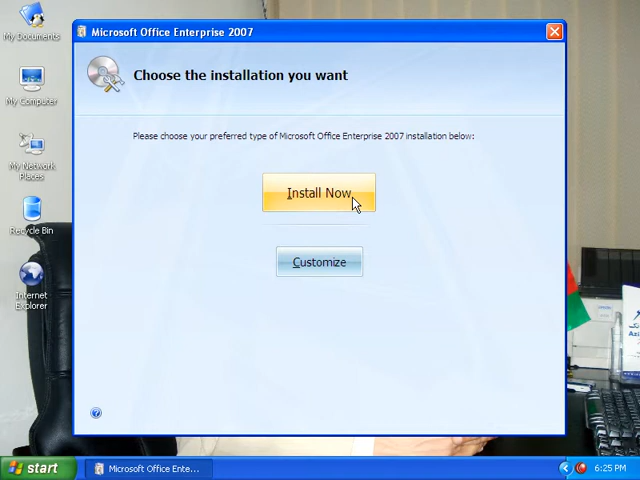 My Documents
My Computer
My Network
Places
Recycle Bin
Internet
Explorer
Microsoft Office Enterprise 2007
Choose the installation you want
Please choose your preferred type of Microsoft Office Enterprise 2007 installation below:
Install Now
Customize
start
Microsoft Office Ente...
6:25 PM